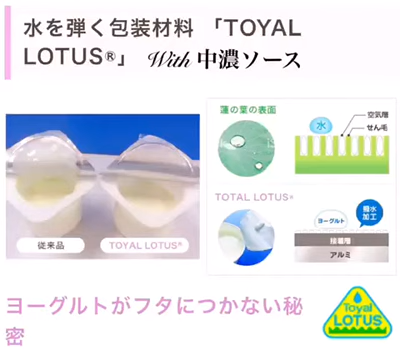 水を弾く包装材料 「TOYAL
LOTUS®」 With 中濃ソース
従来品
TOYAL LOTUS®
蓮の葉の表面
水
空気層
せん毛
TOYAL LOTUS®
ヨーグルト
撥水
加工
接着層
アルミ
ヨーグルトがフタにつかない秘
密
Toyal
LOTUS